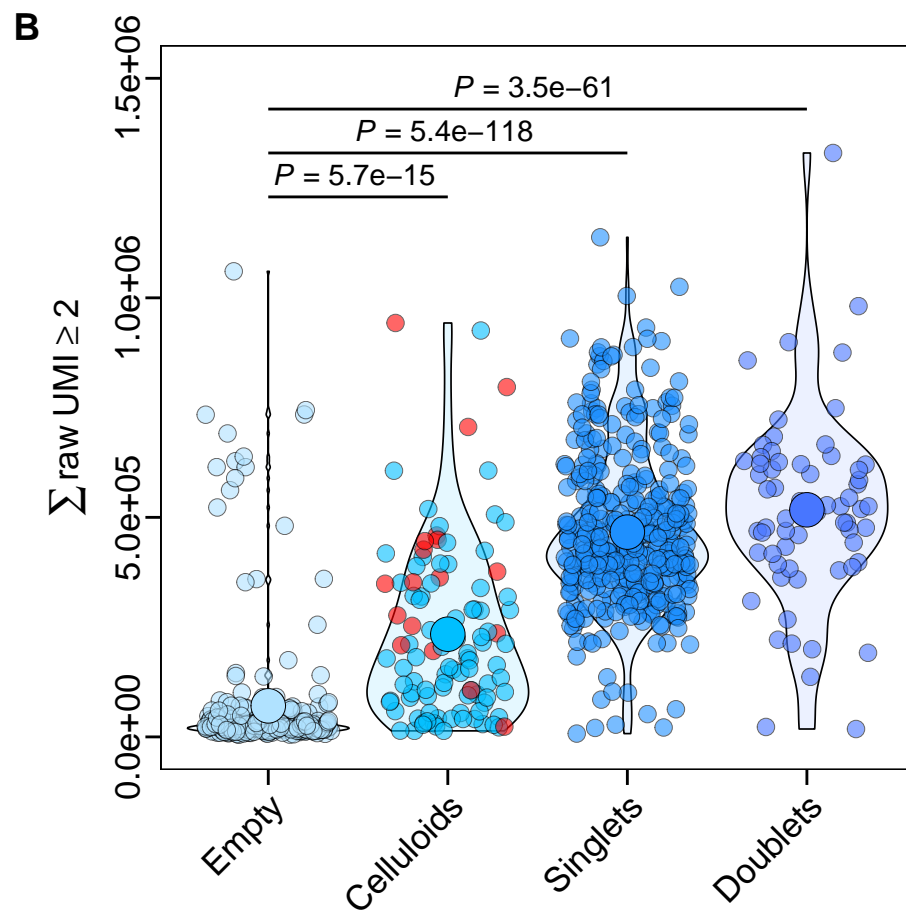 B
P = 3.5e−61
P = 5.4e−118
P = 5.7e−15
∑ raw UMI ≥ 2
1.5e+06
1.0e+06
5.0e+05
0.0e+00
Empty
Celluloids
Singlets
Doublets